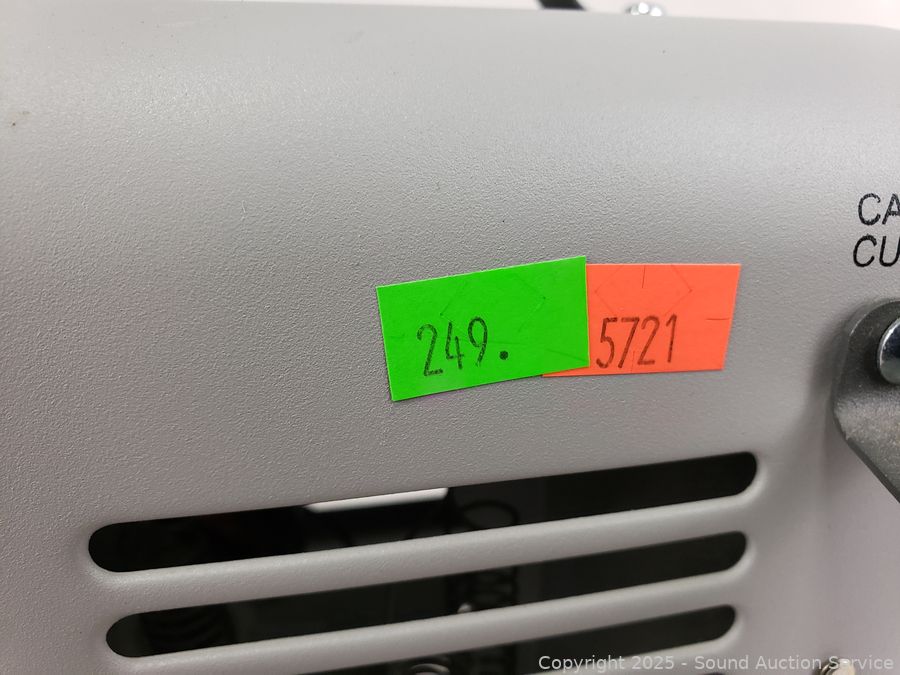 CA
CU
249.
5721
Copyright 2025 - Sound Auction Service